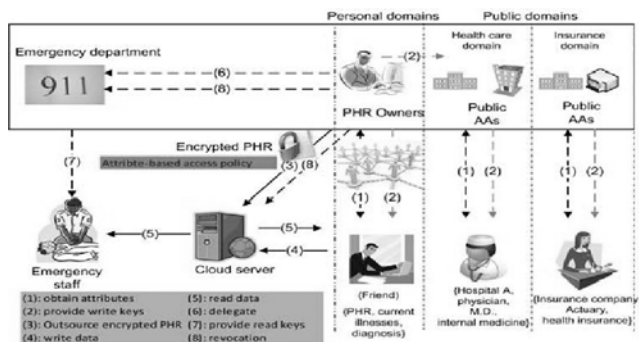 Personal domains
Public domains
Emergency department
911
(6)
(8)
(2)
PHR Owners
Health care
domain
Public
AAs
Insurance
domain
Public
AAs
Encrypted PHR
Attribte-based access policy
(3)
(8)
(7)
(1)
(2)
(1)
(2)
(1)
(2)
(5)
(5)
(4)
Emergency
staff
Cloud server
(Friend)
(PHR, current
illnesses,
diagnosis)
(Hospital A,
physician,
M.D.,
internal medicine)
(Insurance company
Actuary,
health insurance)
(1): obtain attributes
(2): provide write keys
(3): Outsource encrypted PHR
(4): write data
(5): read data
(6): delegate
(7): provide read keys
(8): revocation